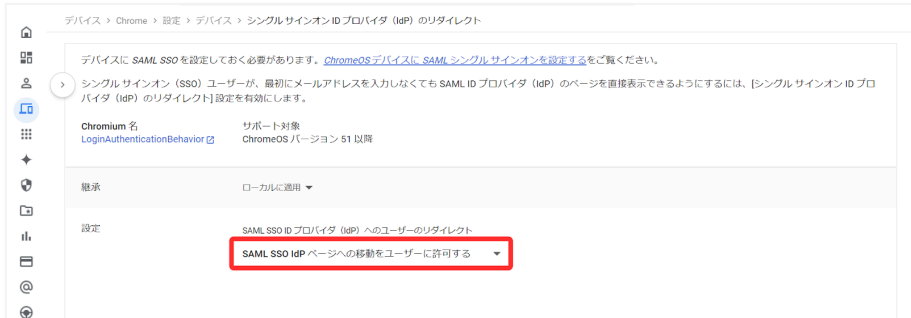 デバイス > Chrome > 設定 > デバイス > シングル サインオン ID プロバイダ（IdP）のリダイレクト
デバイスに SAML SSO を設定しておく必要があります。ChromeOS デバイスに SAML シングル サインオンを設定するをご覧ください。
シングル サインオン（SSO）ユーザーが、最初にメールアドレスを入力しなくても SAML ID プロバイダ（IdP）のページを直接表示できるようにするには、[シングル サインオン ID プロ
バイダ（IdP）のリダイレクト] 設定を有効にします。
Chromium 名
LoginAuthenticationBehavior
サポート対象
ChromeOS バージョン 51 以降
継承
ローカルに適用
設定
SAML SSO ID プロバイダ（IdP）へのユーザーのリダイレクト
SAML SSO IdP ページへの移動をユーザーに許可する